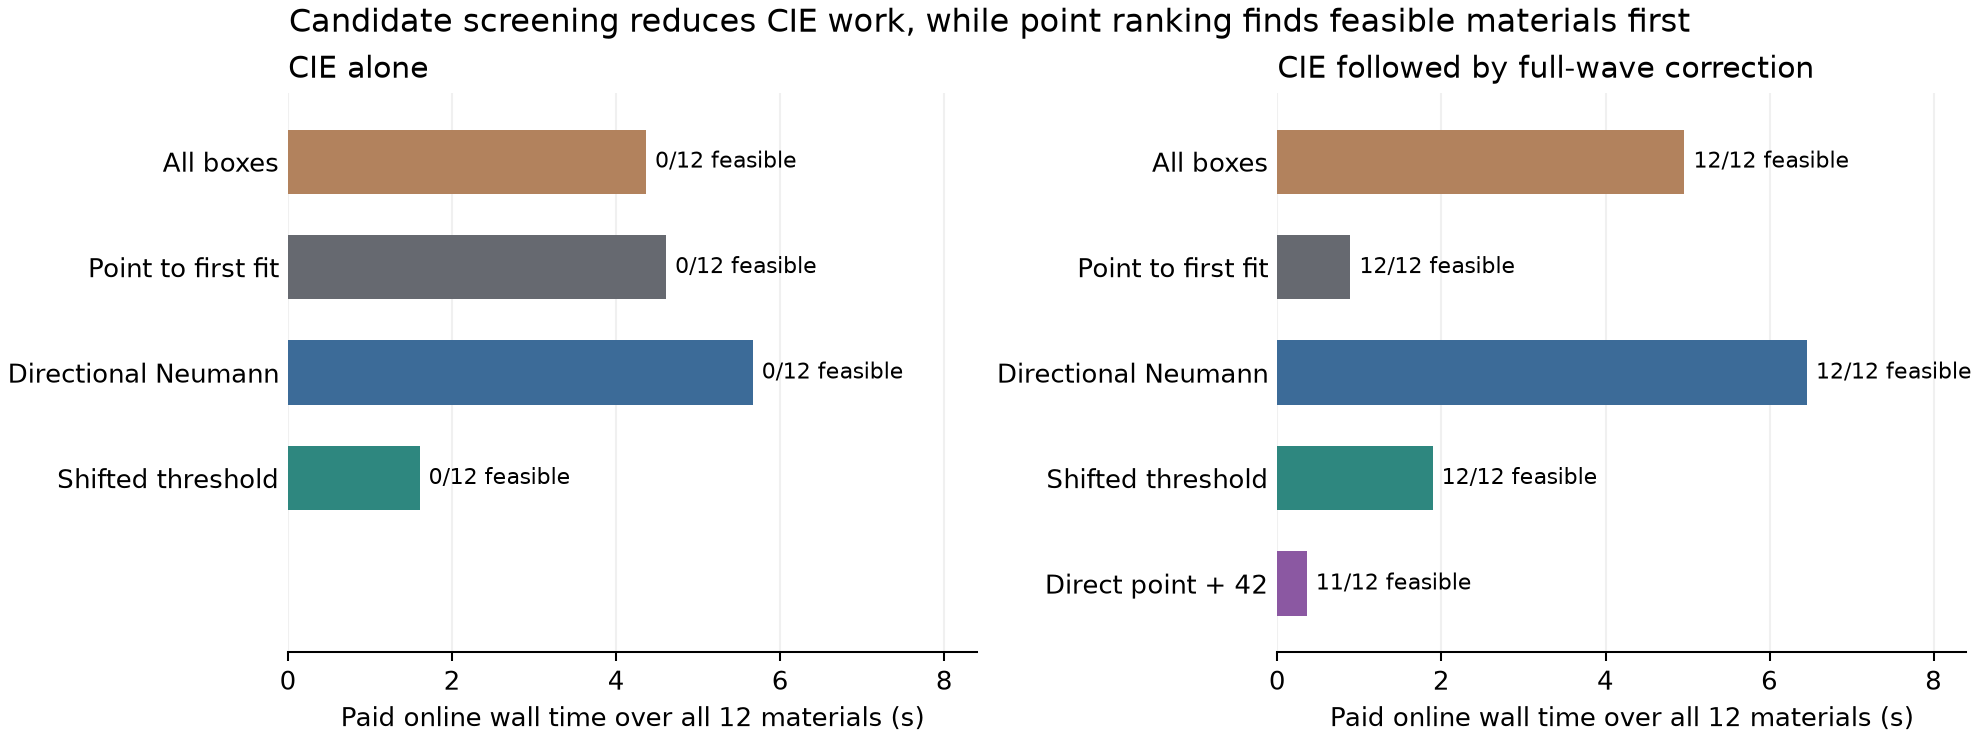 Candidate screening reduces CIE work, while point ranking finds feasible materials first
CIE alone
All boxes
0/12 feasible
Point to first fit
0/12 feasible
Directional Neumann
0/12 feasible
Shifted threshold
0/12 feasible
0 2 4 6 8
Paid online wall time over all 12 materials (s)
CIE followed by full-wave correction
All boxes
12/12 feasible
Point to first fit
12/12 feasible
Directional Neumann
12/12 feasible
Shifted threshold
12/12 feasible
Direct point + 42
11/12 feasible
0 2 4 6 8
Paid online wall time over all 12 materials (s)